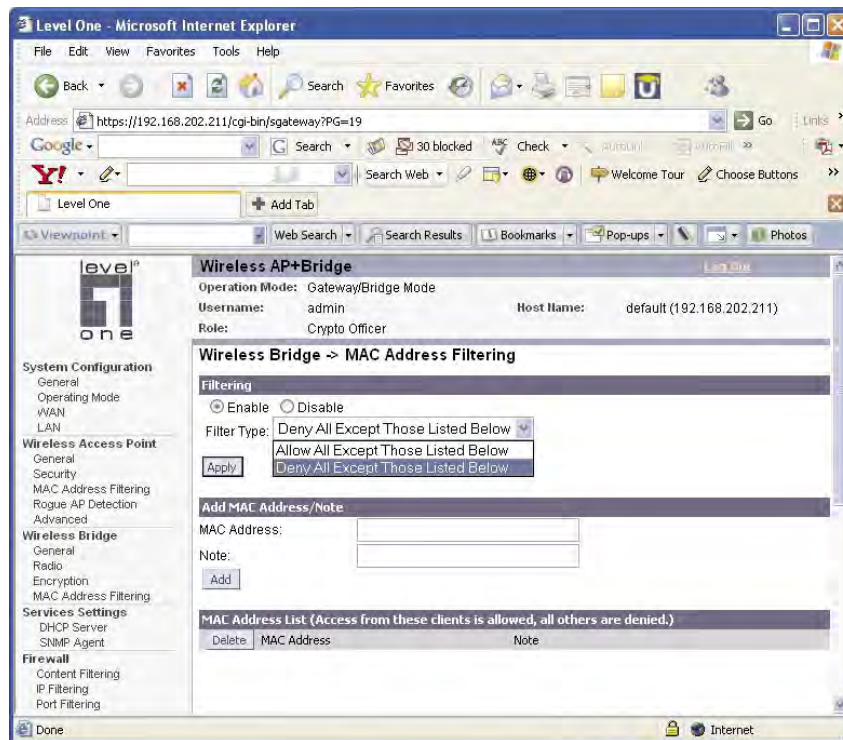 Level One - Microsoft Internet Explorer
File Edit View Favorites Tools Help
Back Search Favorites
Address https://192.168.202.211/cgi-bin/sgateway?PG=19 Go Links »
Google Search 30 blocked ABC Check AutoLink AutoFill »
Y! Search Web Welcome Tour Choose Buttons »
Level One Add Tab
Viewpoint Web Search Search Results Bookmarks Pop-ups Photos
level®
one
Wireless AP+Bridge Log Out
Operation Mode: Gateway/Bridge Mode
Username: admin Host Name: default (192.168.202.211)
Role: Crypto Officer
System Configuration
General
Operating Mode
WAN
LAN
Wireless Access Point
General
Security
MAC Address Filtering
Rogue AP Detection
Advanced
Wireless Bridge
General
Radio
Encryption
MAC Address Filtering
Services Settings
DHCP Server
SNMP Agent
Firewall
Content Filtering
IP Filtering
Port Filtering
Wireless Bridge -> MAC Address Filtering
Filtering
Enable Disable
Filter Type: Deny All Except Those Listed Below
Allow All Except Those Listed Below
Deny All Except Those Listed Below
Apply
Add MAC Address/Note
MAC Address:
Note:
Add
MAC Address List (Access from these clients is allowed, all others are denied.)
Delete MAC Address Note
Done Internet